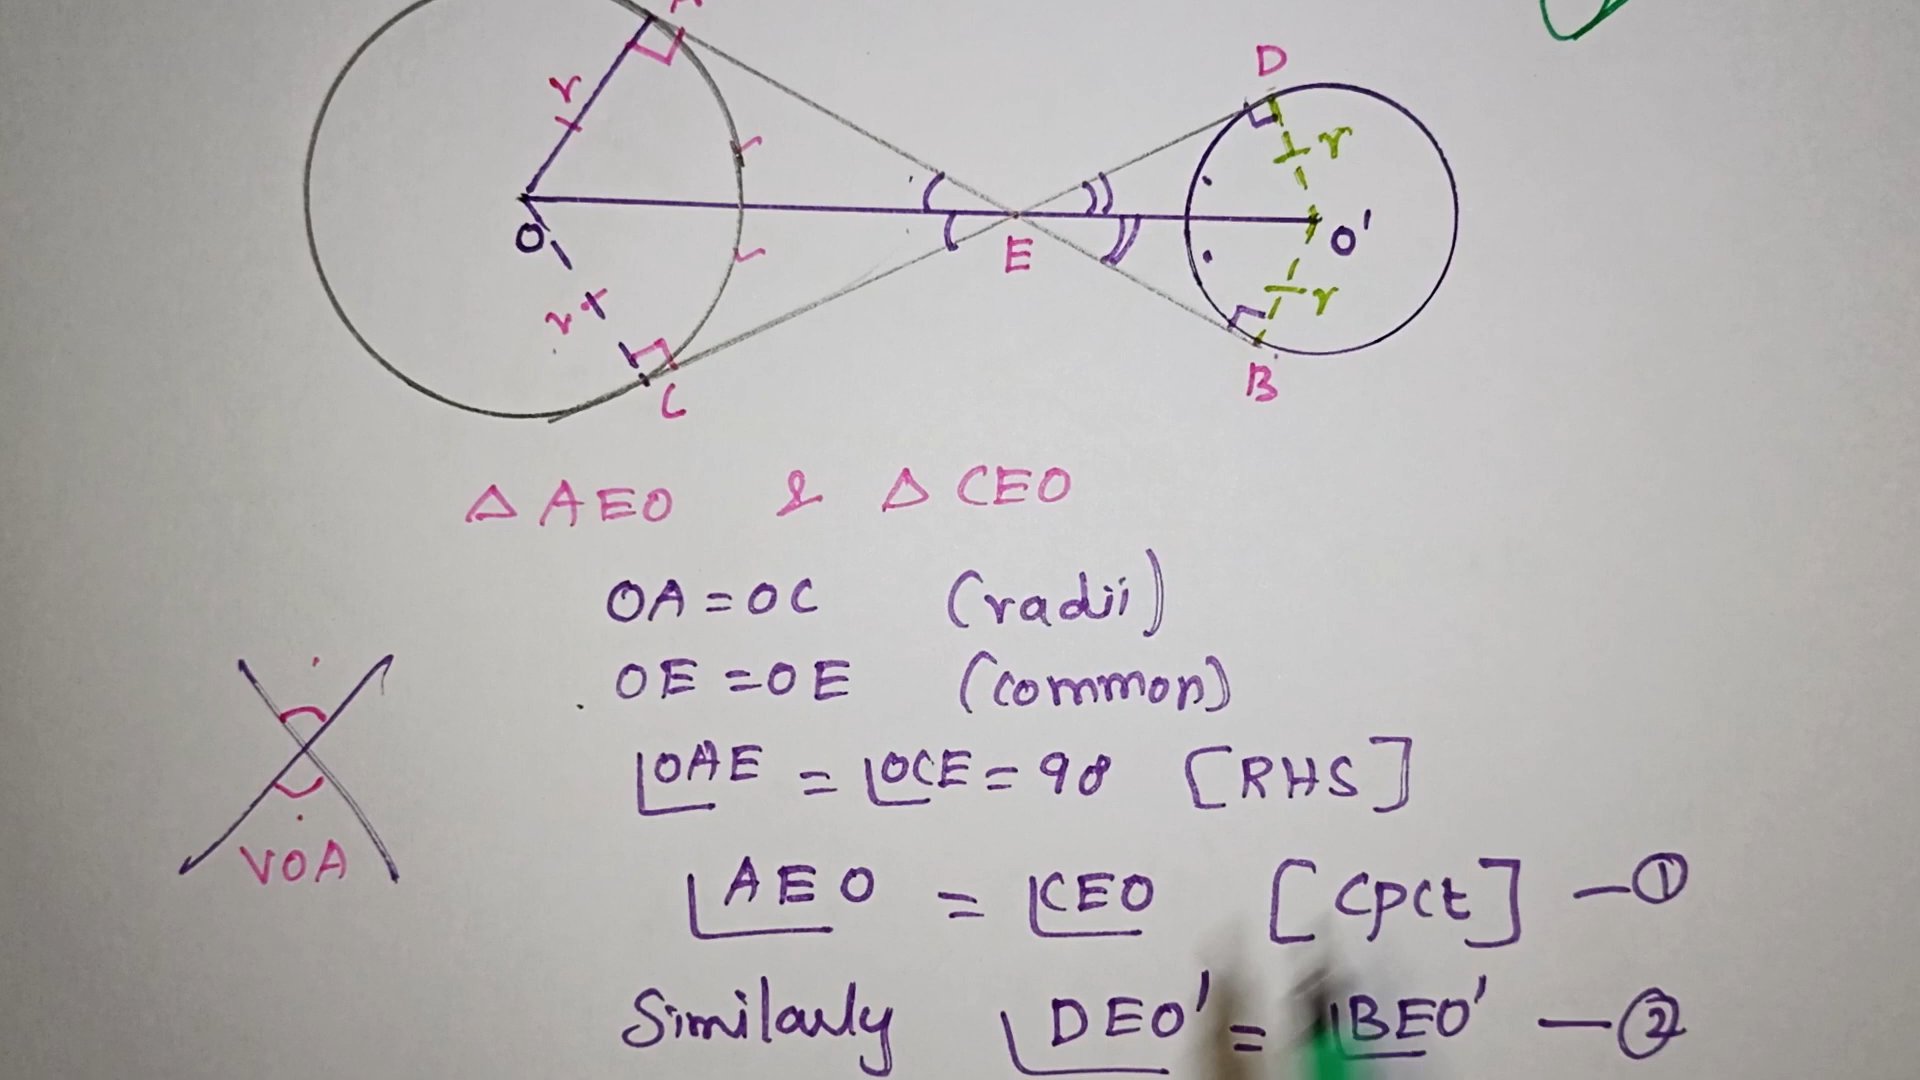 A
D
r
r
O
O'
E
r
r
C
B
△ AEO & △ CEO
OA = OC (radii)
OE = OE (common)
∠OAE = ∠OCE = 90 [RHS]
∠AEO = ∠CEO [CPCt] —①
VOA
Similarly ∠DEO' = ∠BEO' —②